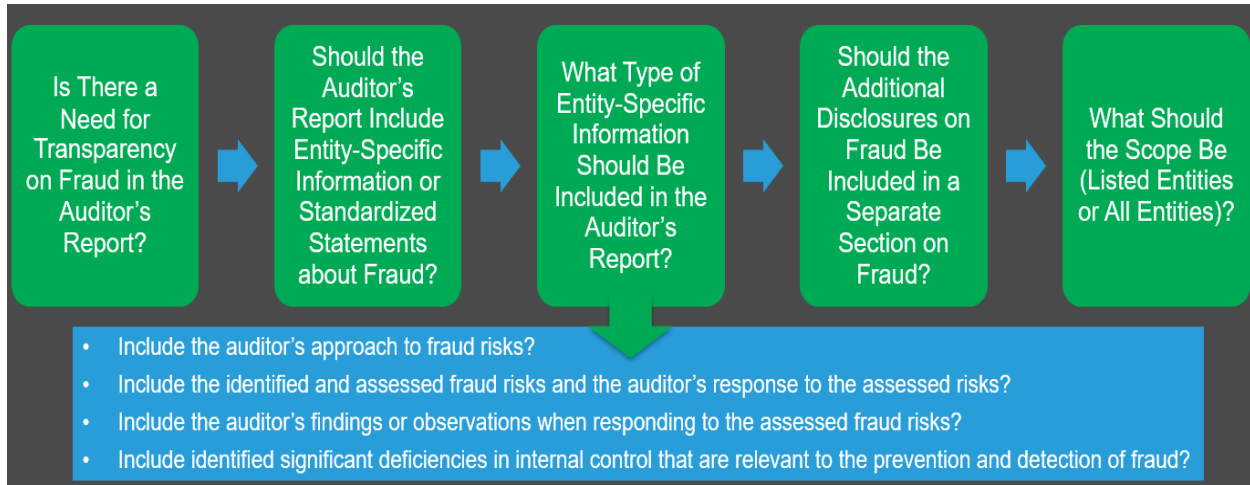 Is There a
Need for
Transparency
on Fraud in the
Auditor's
Report?
Should the
Auditor's
Report Include
Entity-Specific
Information or
Standardized
Statements
about Fraud?
What Type of
Entity-Specific
Information
Should Be
Included in the
Auditor's
Report?
Should the
Additional
Disclosures on
Fraud Be
Included in a
Separate
Section on
Fraud?
What Should
the Scope Be
(Listed Entities
or All Entities)?
• Include the auditor's approach to fraud risks?
• Include the identified and assessed fraud risks and the auditor's response to the assessed risks?
• Include the auditor's findings or observations when responding to the assessed fraud risks?
• Include identified significant deficiencies in internal control that are relevant to the prevention and detection of fraud?